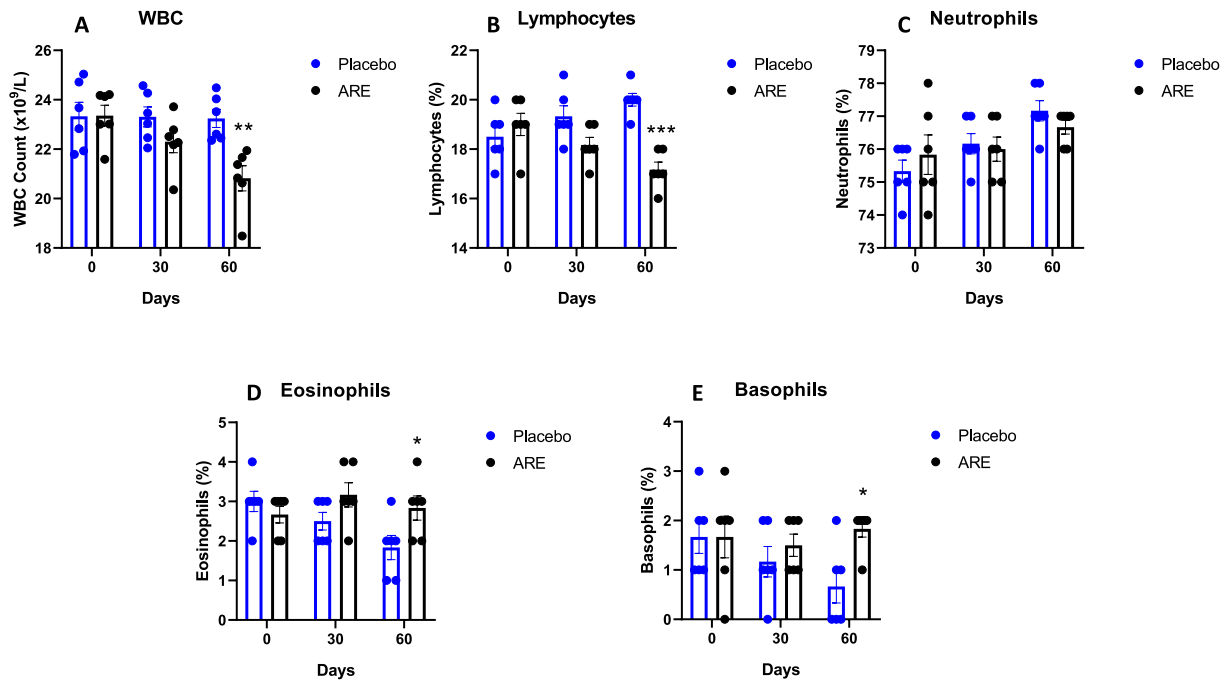 A WBC
26
24
22
20
18
WBC Count (x10⁹/L)
**
0 30 60
Days
Placebo
ARE
B Lymphocytes
22
20
18
16
14
Lymphocytes (%)
***
0 30 60
Days
Placebo
ARE
C Neutrophils
79
78
77
76
75
74
73
Neutrophils (%)
0 30 60
Days
Placebo
ARE
D Eosinophils
5
4
3
2
1
0
Eosinophils (%)
*
0 30 60
Days
Placebo
ARE
E Basophils
4
3
2
1
0
Basophils (%)
*
0 30 60
Days
Placebo
ARE